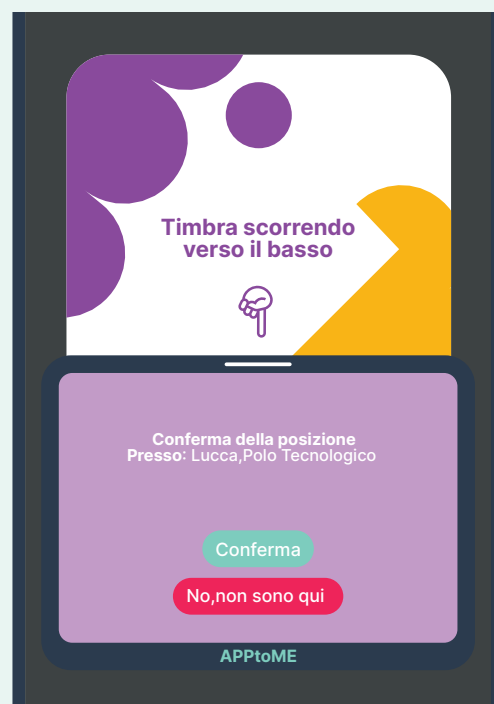 Timbra scorrendo
verso il basso
Conferma della posizione
Presso: Lucca,Polo Tecnologico
Conferma
No,non sono qui
APPtoME